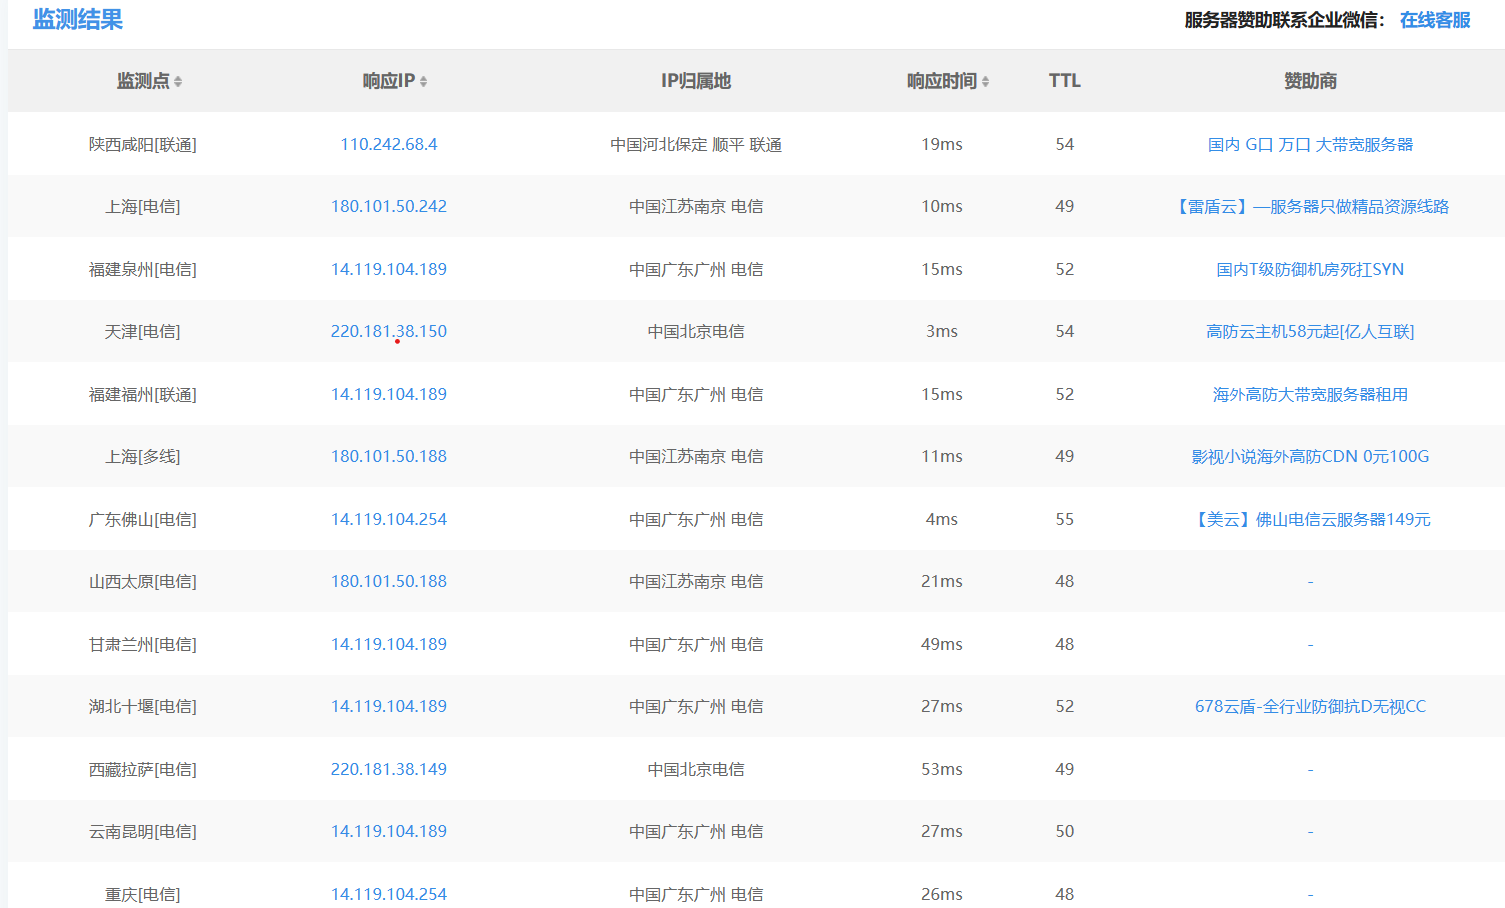 监测结果 服务器赞助联系企业微信： 在线客服
监测点 响应IP IP归属地 响应时间 TTL 赞助商
陕西咸阳[联通] 110.242.68.4 中国河北保定 顺平 联通 19ms 54 国内 G口 万口 大带宽服务器
上海[电信] 180.101.50.242 中国江苏南京 电信 10ms 49 【雷盾云】—服务器只做精品资源线路
福建泉州[电信] 14.119.104.189 中国广东广州 电信 15ms 52 国内T级防御机房死扛SYN
天津[电信] 220.181.38.150 中国北京电信 3ms 54 高防云主机58元起[亿人互联]
福建福州[联通] 14.119.104.189 中国广东广州 电信 15ms 52 海外高防大带宽服务器租用
上海[多线] 180.101.50.188 中国江苏南京 电信 11ms 49 影视小说海外高防CDN 0元100G
广东佛山[电信] 14.119.104.254 中国广东广州 电信 4ms 55 【美云】佛山电信云服务器149元
山西太原[电信] 180.101.50.188 中国江苏南京 电信 21ms 48 -
甘肃兰州[电信] 14.119.104.189 中国广东广州 电信 49ms 48 -
湖北十堰[电信] 14.119.104.189 中国广东广州 电信 27ms 52 678云盾-全行业防御抗D无视CC
西藏拉萨[电信] 220.181.38.149 中国北京电信 53ms 49 -
云南昆明[电信] 14.119.104.189 中国广东广州 电信 27ms 50 -
重庆[电信] 14.119.104.254 中国广东广州 电信 26ms 48 -